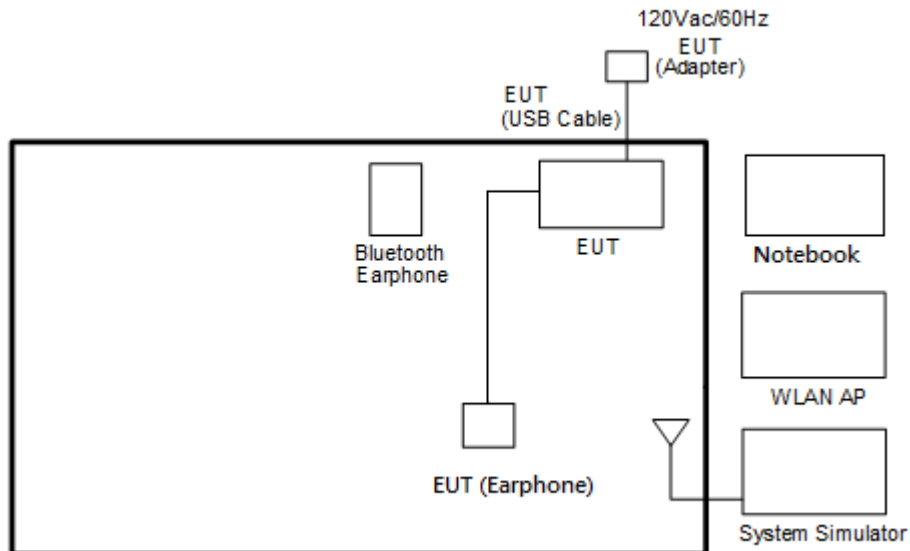 120Vac/60Hz
EUT
(Adapter)
EUT
(USB Cable)
Bluetooth
Earphone
EUT
Notebook
WLAN AP
EUT (Earphone)
System Simulator